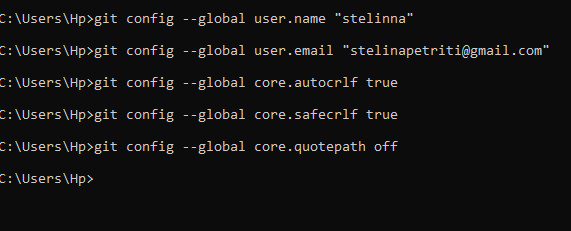 C:\Users\Hp>git config --global user.name "stelinna"
C:\Users\Hp>git config --global user.email "stelinapetriti@gmail.com"
C:\Users\Hp>git config --global core.autocrlf true
C:\Users\Hp>git config --global core.safecrlf true
C:\Users\Hp>git config --global core.quotepath off
C:\Users\Hp>